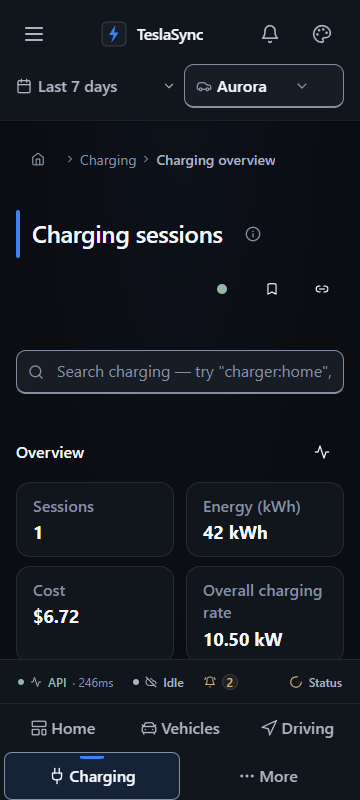 TeslaSync
Last 7 days
Aurora
Charging
Charging overview
Charging sessions
Search charging — try "charger:home",
Overview
Sessions
1
Energy (kWh)
42 kWh
Cost
$6.72
Overall charging
rate
10.50 kW
API · 246ms
Idle
2
Status
Home
Vehicles
Driving
Charging
More